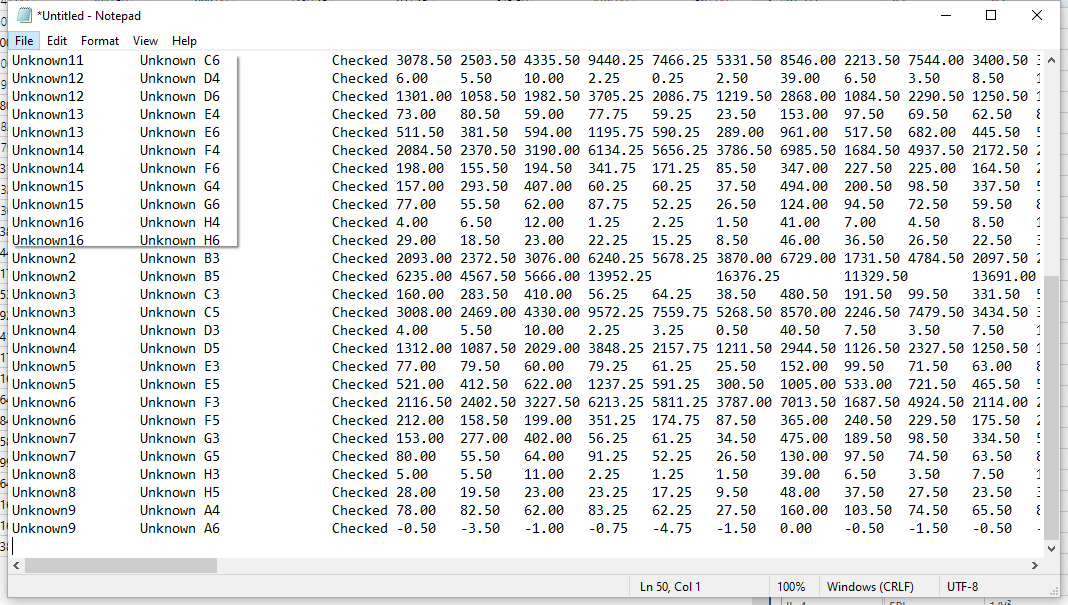 *Untitled - Notepad
File Edit Format View Help
Unknown11 Unknown C6 Checked 3078.50 2503.50 4335.50 9440.25 7466.25 5331.50 8546.00 2213.50 7544.00 3400.50
Unknown12 Unknown D4 Checked 6.00 5.50 10.00 2.25 0.25 2.50 39.00 6.50 3.50 8.50
Unknown12 Unknown D6 Checked 1301.00 1058.50 1982.50 3705.25 2086.75 1219.50 2868.00 1084.50 2290.50 1250.50
Unknown13 Unknown E4 Checked 73.00 80.50 59.00 77.75 59.25 23.50 153.00 97.50 69.50 62.50
Unknown13 Unknown E6 Checked 511.50 381.50 594.00 1195.75 590.25 289.00 961.00 517.50 682.00 445.50
Unknown14 Unknown F4 Checked 2084.50 2370.50 3190.00 6134.25 5656.25 3786.50 6985.50 1684.50 4937.50 2172.50
Unknown14 Unknown F6 Checked 198.00 155.50 194.50 341.75 171.25 85.50 347.00 227.50 225.00 164.50
Unknown15 Unknown G4 Checked 157.00 293.50 407.00 60.25 60.25 37.50 494.00 200.50 98.50 337.50
Unknown15 Unknown G6 Checked 77.00 55.50 62.00 87.75 52.25 26.50 124.00 94.50 72.50 59.50
Unknown16 Unknown H4 Checked 4.00 6.50 12.00 1.25 2.25 1.50 41.00 7.00 4.50 8.50
Unknown16 Unknown H6 Checked 29.00 18.50 23.00 22.25 15.25 8.50 46.00 36.50 26.50 22.50
Unknown2 Unknown B3 Checked 2093.00 2372.50 3076.00 6240.25 5678.25 3870.00 6729.00 1731.50 4784.50 2097.50
Unknown2 Unknown B5 Checked 6235.00 4567.50 5666.00 13952.25 16376.25 11329.50 13691.00
Unknown3 Unknown C3 Checked 160.00 283.50 410.00 56.25 64.25 38.50 480.50 191.50 99.50 331.50
Unknown3 Unknown C5 Checked 3008.00 2469.00 4330.00 9572.25 7559.75 5268.50 8570.00 2246.50 7479.50 3434.50
Unknown4 Unknown D3 Checked 4.00 5.50 10.00 2.25 3.25 0.50 40.50 7.50 3.50 7.50
Unknown4 Unknown D5 Checked 1312.00 1087.50 2029.00 3848.25 2157.75 1211.50 2944.50 1126.50 2327.50 1250.50
Unknown5 Unknown E3 Checked 77.00 79.50 60.00 79.25 61.25 25.50 152.00 99.50 71.50 63.00
Unknown5 Unknown E5 Checked 521.00 412.50 622.00 1237.25 591.25 300.50 1005.00 533.00 721.50 465.50
Unknown6 Unknown F3 Checked 2116.50 2402.50 3227.50 6213.25 5811.25 3787.00 7013.50 1687.50 4924.50 2114.00
Unknown6 Unknown F5 Checked 212.00 158.50 199.00 351.25 174.75 87.50 365.00 240.50 229.50 175.50
Unknown7 Unknown G3 Checked 153.00 277.00 402.00 56.25 61.25 34.50 475.00 189.50 98.50 334.50
Unknown7 Unknown G5 Checked 80.00 55.50 64.00 91.25 52.25 26.50 130.00 97.50 74.50 63.50
Unknown8 Unknown H3 Checked 5.00 5.50 11.00 2.25 1.25 1.50 39.00 6.50 3.50 7.50
Unknown8 Unknown H5 Checked 28.00 19.50 23.00 23.25 17.25 9.50 48.00 37.50 27.50 23.50
Unknown9 Unknown A4 Checked 78.00 82.50 62.00 83.25 62.25 27.50 160.00 103.50 74.50 65.50
Unknown9 Unknown A6 Checked -0.50 -3.50 -1.00 -0.75 -4.75 -1.50 0.00 -0.50 -1.50 -0.50
Ln 50, Col 1 100% Windows (CRLF) UTF-8